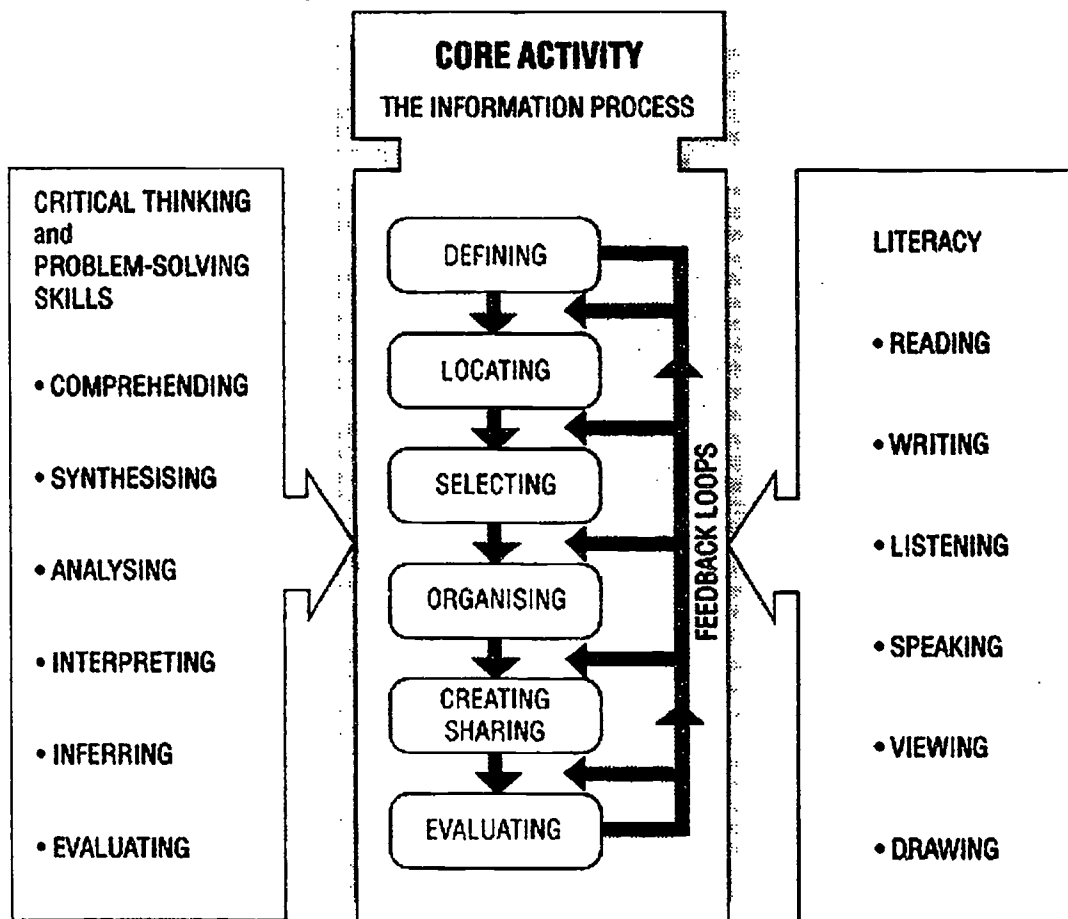 CORE ACTIVITY
THE INFORMATION PROCESS
CRITICAL THINKING
and
PROBLEM-SOLVING
SKILLS
• COMPREHENDING
• SYNTHESISING
• ANALYSING
• INTERPRETING
• INFERRING
• EVALUATING
DEFINING
LOCATING
SELECTING
ORGANISING
CREATING
SHARING
EVALUATING
FEEDBACK LOOPS
LITERACY
• READING
• WRITING
• LISTENING
• SPEAKING
• VIEWING
• DRAWING